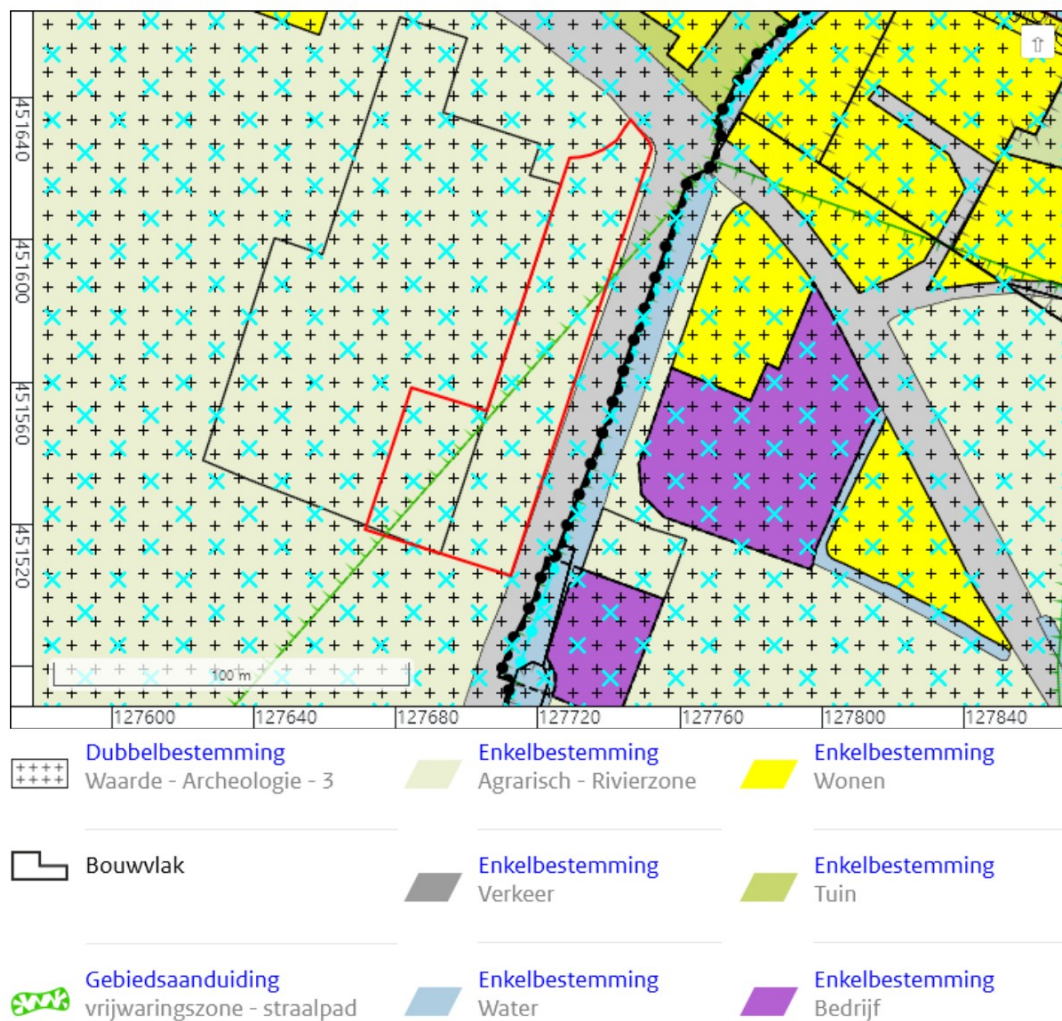 451640
451600
451560
451520
100 m
127600 127640 127680 127720 127760 127800 127840
Dubbelbestemming
Waarde - Archeologie - 3
Enkelbestemming
Agrarisch - Rivierzone
Enkelbestemming
Wonen
Bouwvlak
Enkelbestemming
Verkeer
Enkelbestemming
Tuin
Gebiedsaanduiding
vrijwaringszone - straalpad
Enkelbestemming
Water
Enkelbestemming
Bedrijf